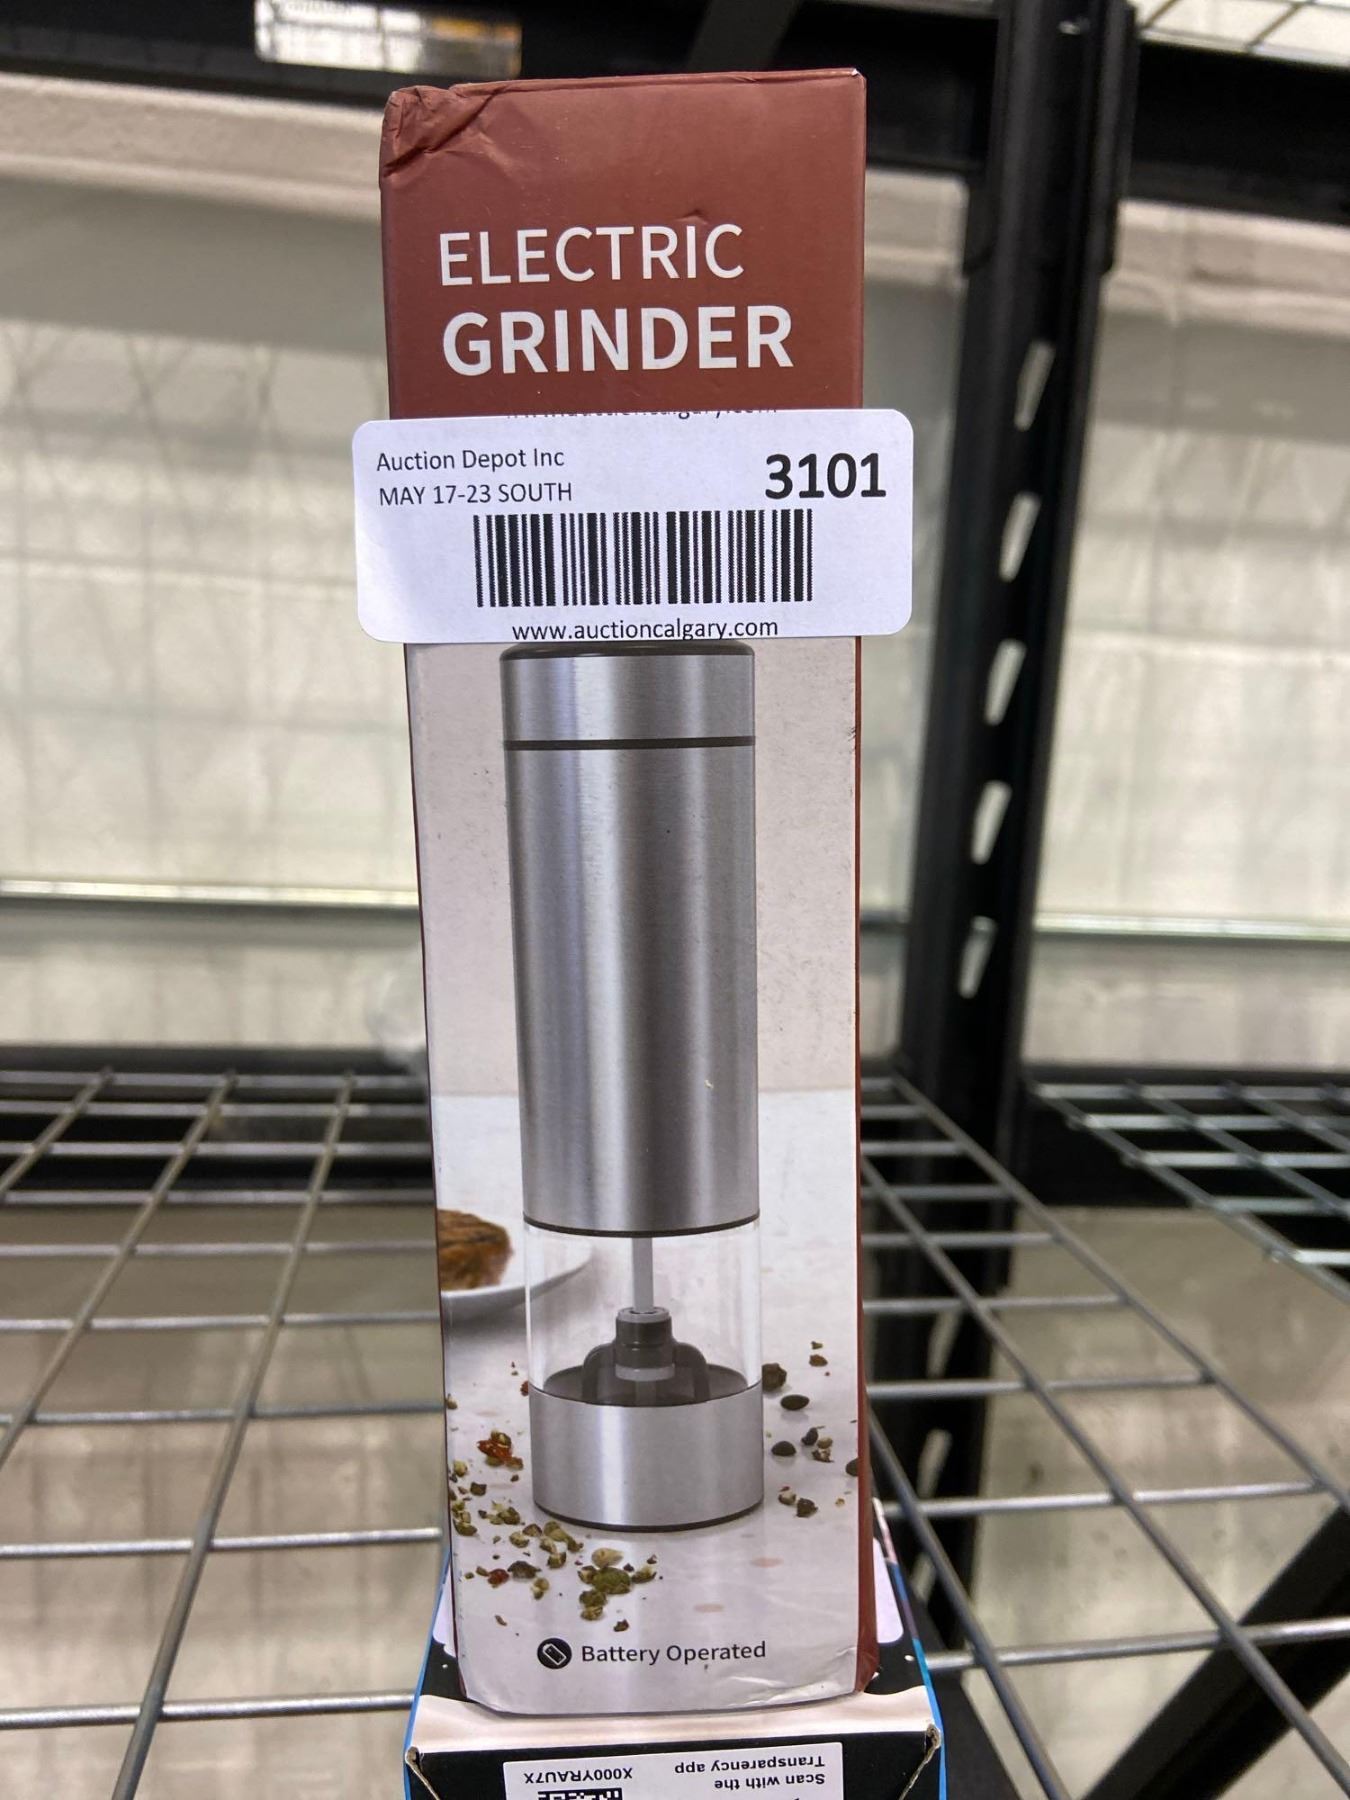 ELECTRIC
GRINDER
Auction Depot Inc
3101
MAY 17-23 SOUTH
www.auctioncalgary.com
Battery Operated
Scan with the
Transparency app
X000YRAU7X